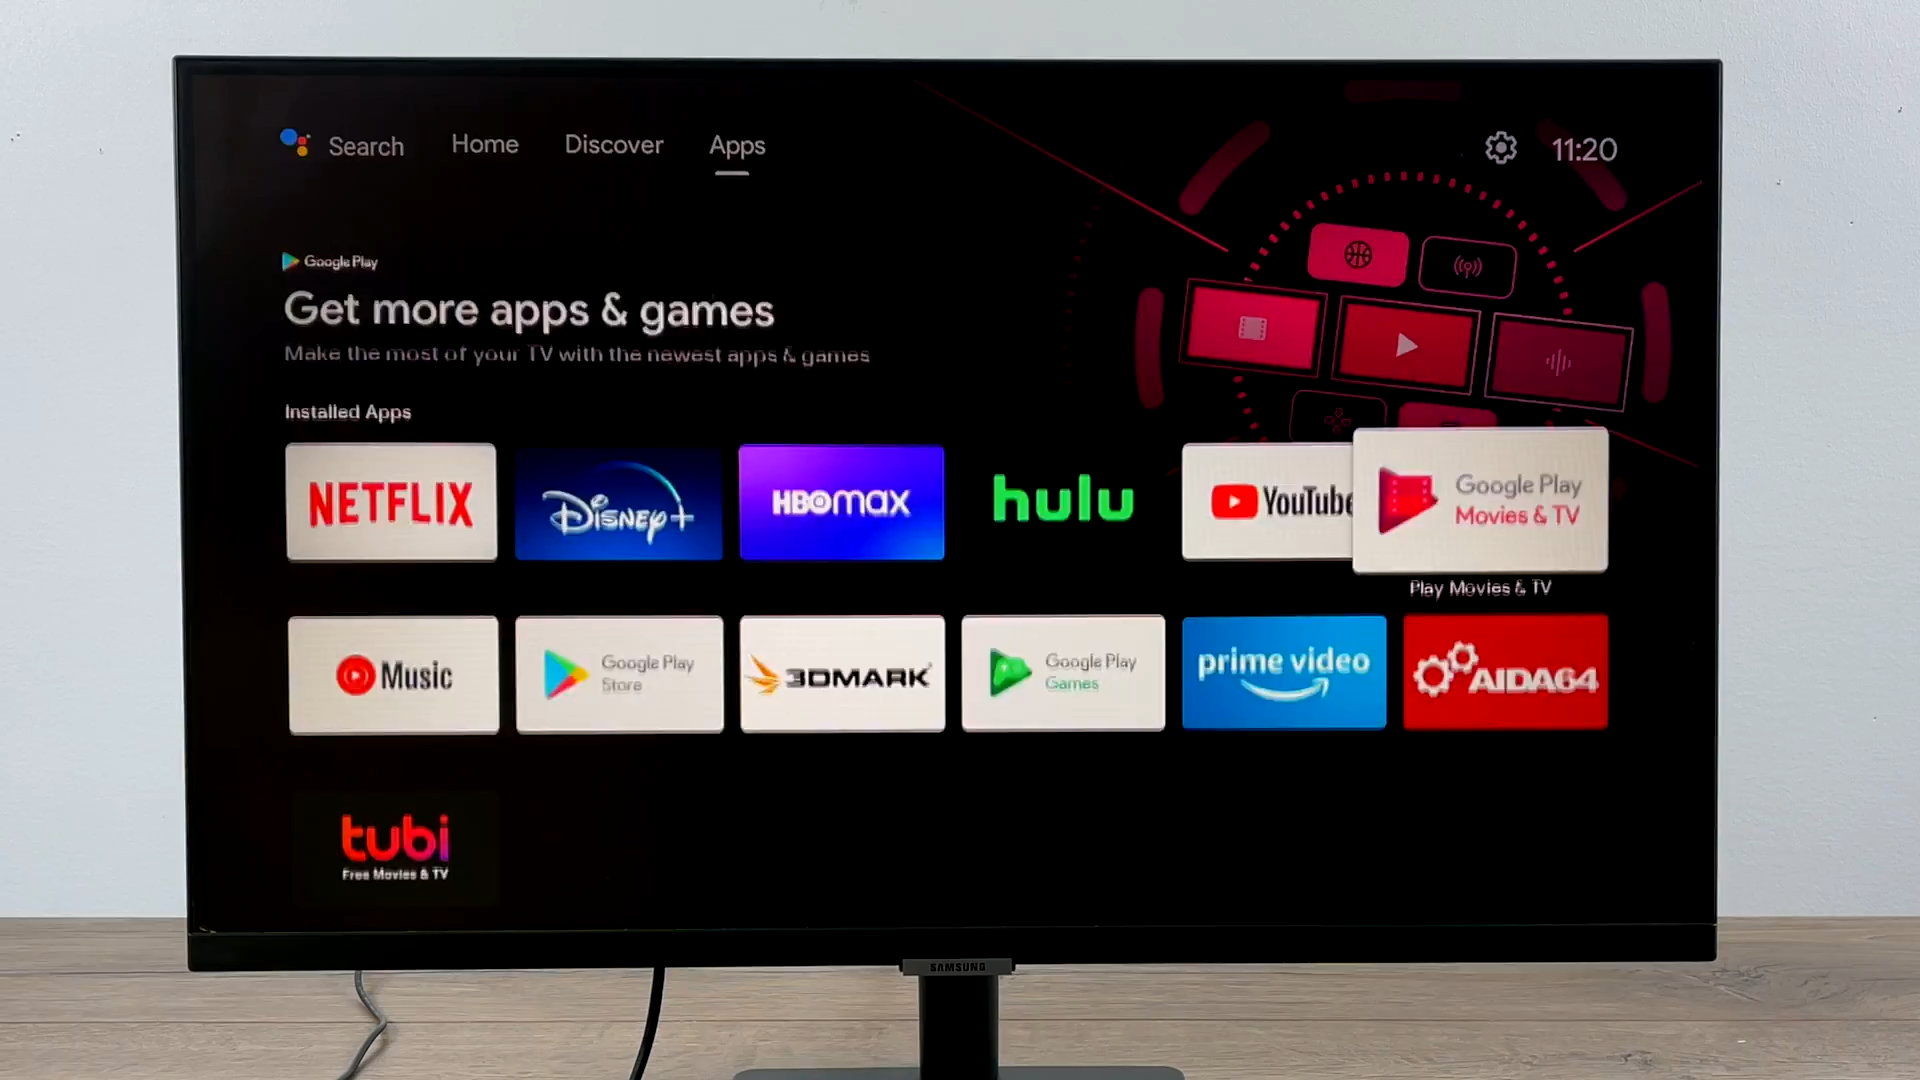 Search Home Discover Apps 11:20
Google Play
Get more apps & games
Make the most of your TV with the newest apps & games
Installed Apps
NETFLIX
Disney+
HBOMAX
hulu
YouTube
Google Play
Movies & TV
Play Movies & TV
Music
Google Play
Store
3DMARK
Google Play
Games
prime video
AIDA64
tubi
Free Movies & TV
SAMSUNG